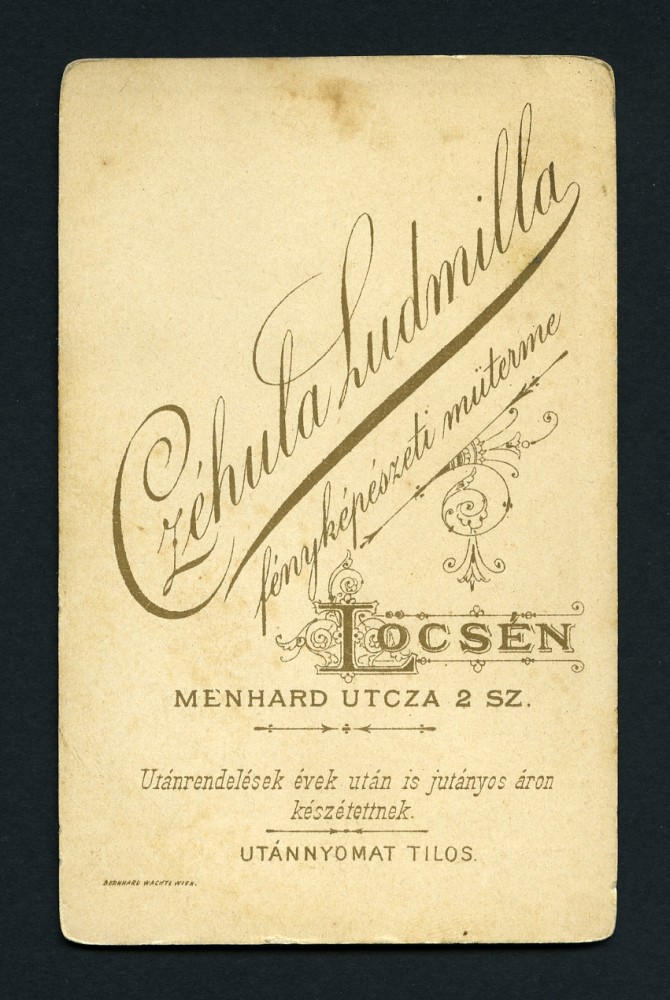 Czéhula Ludmilla
fényképészeti müterme
LŐCSÉN
MENHARD UTCZA 2 SZ.
Utánrendelések évek után is jutányos áron
készétettnek.
UTÁNNYOMAT TILOS.
BERNHARD WACHTL WIEN.